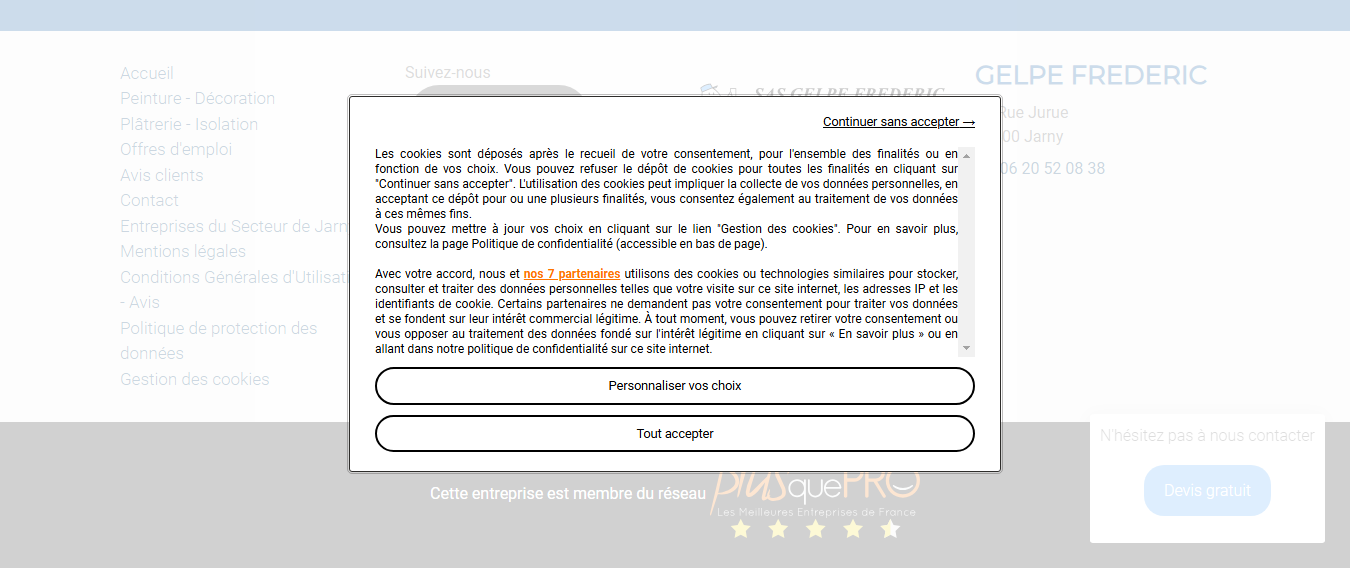 Accueil
Peinture - Décoration
Plâtrerie - Isolation
Offres d'emploi
Avis clients
Contact
Entreprises du Secteur de Jarn
Mentions légales
Conditions Générales d'Utilisati
- Avis
Politique de protection des
données
Gestion des cookies
Suivez-nous
SAS GELPE FREDERIC
GELPE FREDERIC
Rue Jurue
00 Jarny
06 20 52 08 38
Continuer sans accepter →
Les cookies sont déposés après le recueil de votre consentement, pour l'ensemble des finalités ou en
fonction de vos choix. Vous pouvez refuser le dépôt de cookies pour toutes les finalités en cliquant sur
"Continuer sans accepter". L'utilisation des cookies peut impliquer la collecte de vos données personnelles, en
acceptant ce dépôt pour ou une plusieurs finalités, vous consentez également au traitement de vos données
à ces mêmes fins.
Vous pouvez mettre à jour vos choix en cliquant sur le lien "Gestion des cookies". Pour en savoir plus,
consultez la page Politique de confidentialité (accessible en bas de page).
Avec votre accord, nous et nos 7 partenaires utilisons des cookies ou technologies similaires pour stocker,
consulter et traiter des données personnelles telles que votre visite sur ce site internet, les adresses IP et les
identifiants de cookie. Certains partenaires ne demandent pas votre consentement pour traiter vos données
et se fondent sur leur intérêt commercial légitime. À tout moment, vous pouvez retirer votre consentement ou
vous opposer au traitement des données fondé sur l'intérêt légitime en cliquant sur « En savoir plus » ou en
allant dans notre politique de confidentialité sur ce site internet.
Personnaliser vos choix
Tout accepter
N'hésitez pas à nous contacter
Devis gratuit
Cette entreprise est membre du réseau
plus que PRO
Les Meilleures Entreprises de France